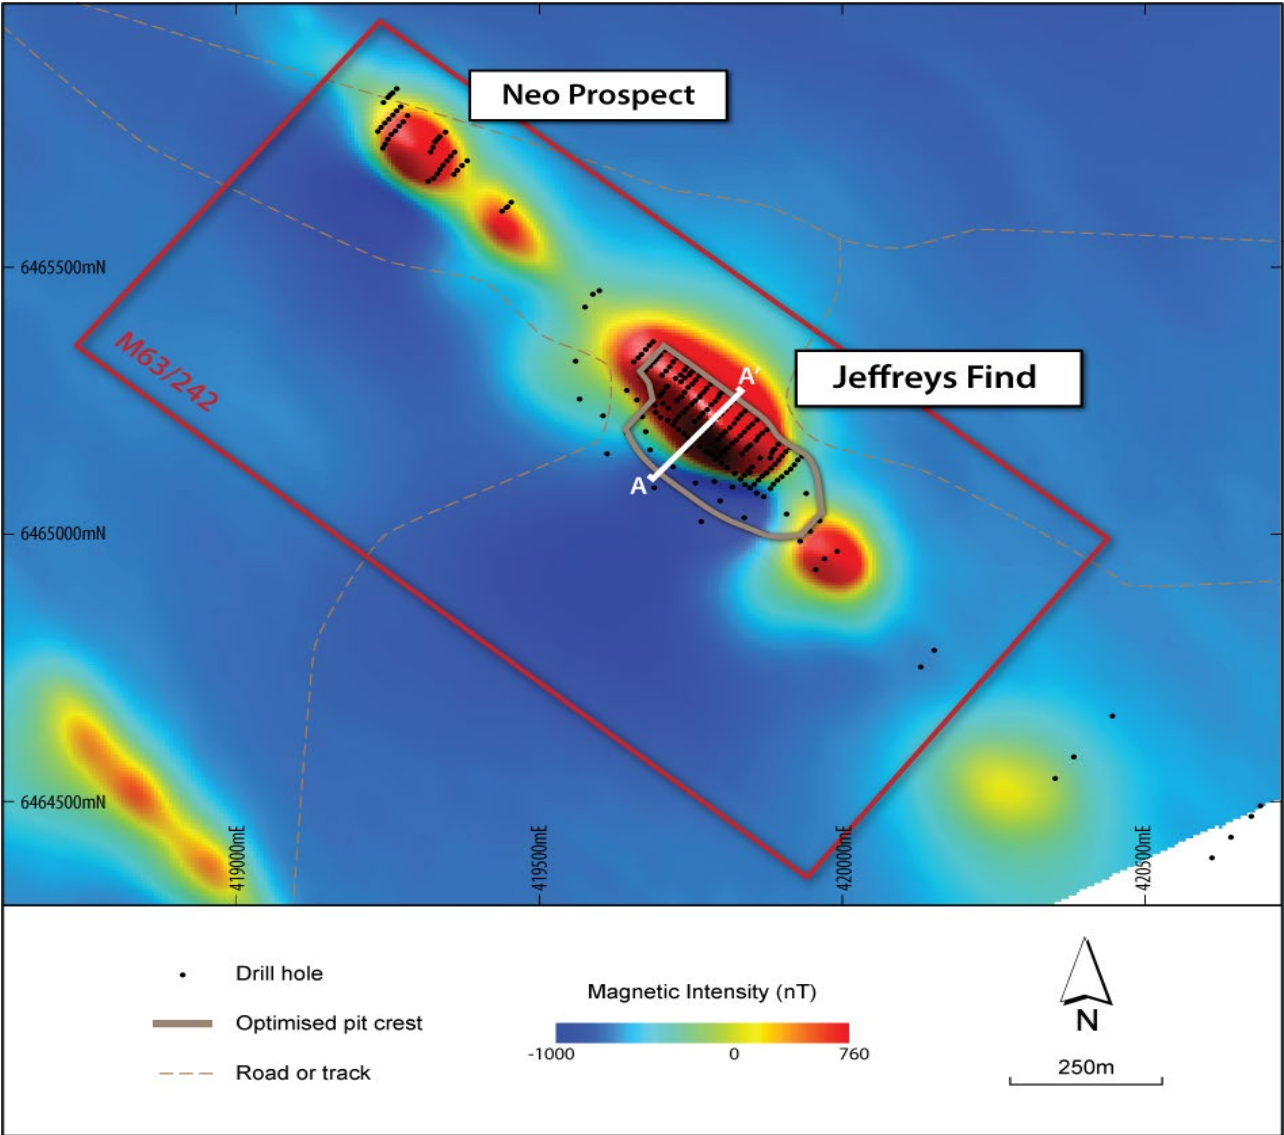 Neo Prospect
6465500mN
M63/242
Jeffreys Find
A'
A
6465000mN
6464500mN
419000mE
419500mE
420000mE
420500mE
Drill hole
Optimised pit crest
Road or track
Magnetic Intensity (nT)
-1000
0
760
N
250m